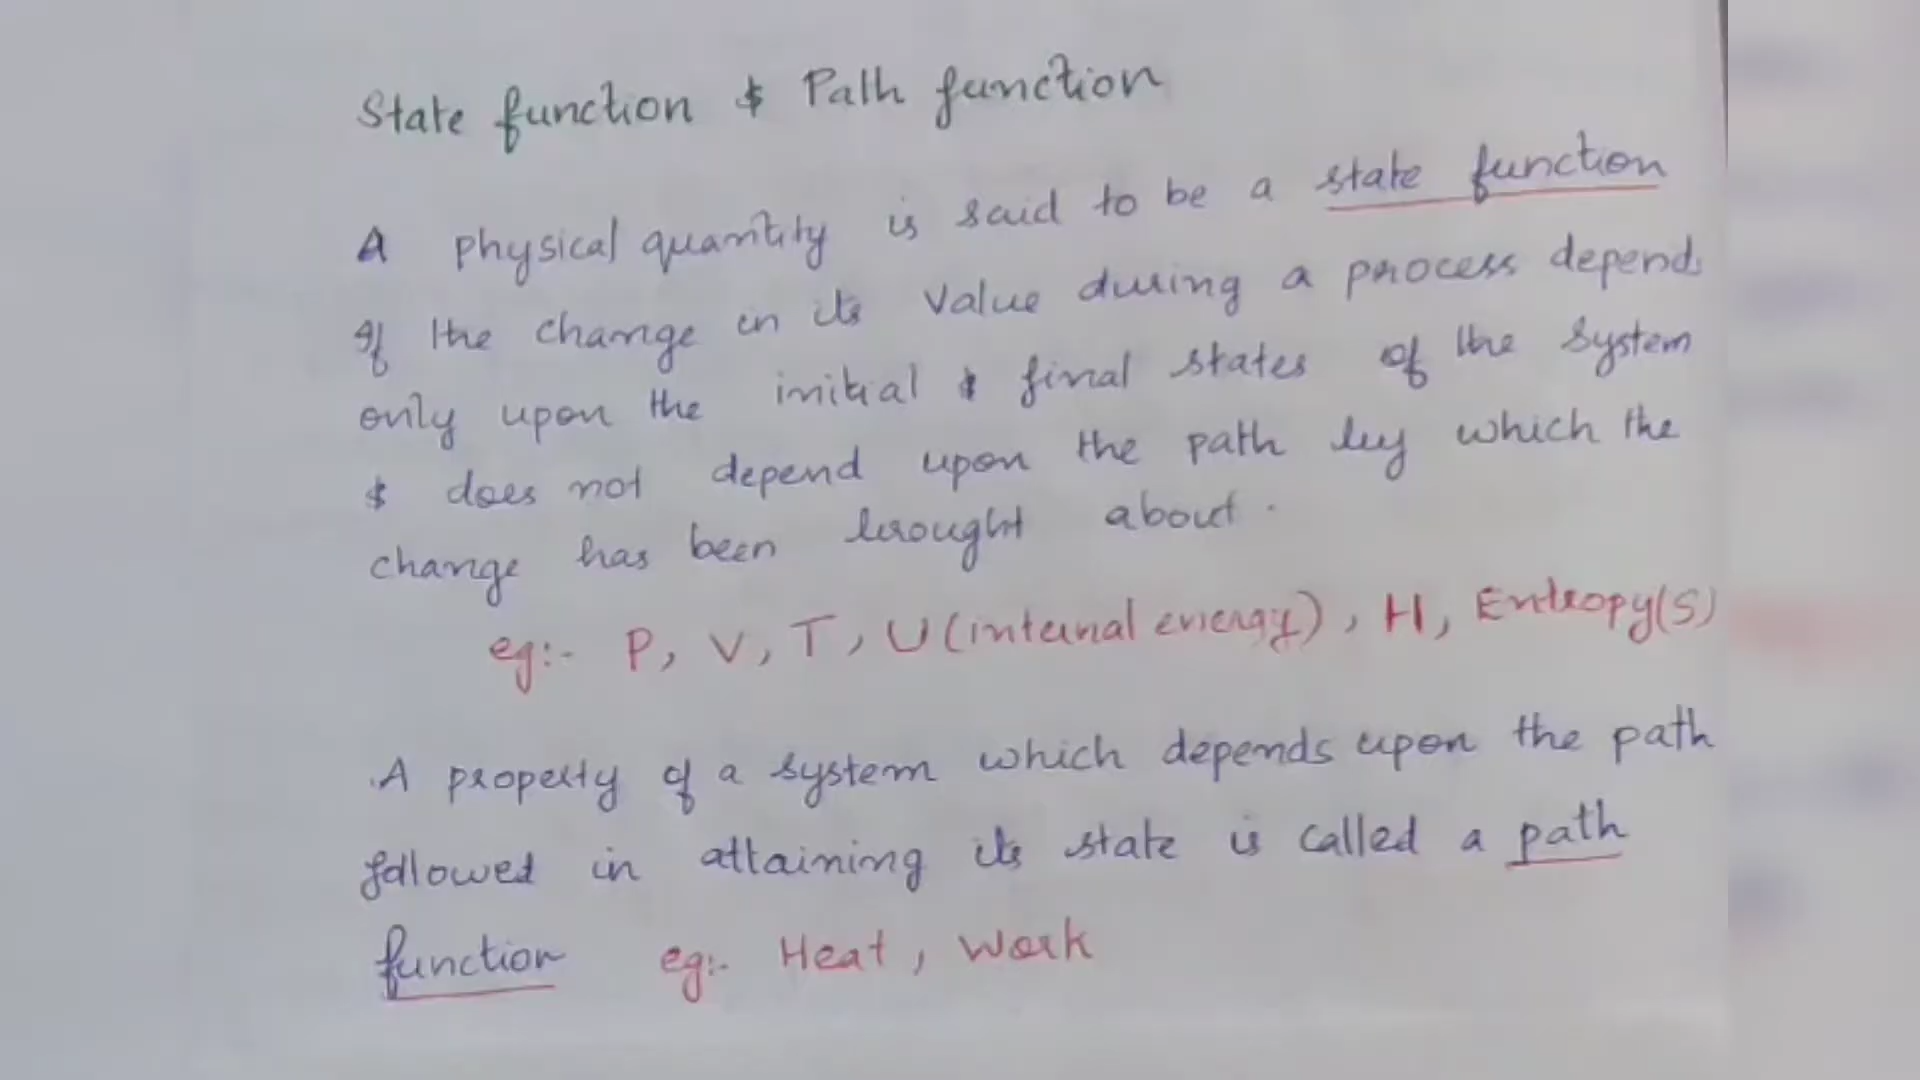 State function & Path function
A physical quantity is said to be a state function
If the change in its value during a process depends
only upon the initial & final states of the system
& does not depend upon the path by which the
change has been brought about.
eg:- P, V, T, U (internal energy), H, Entropy(S)
A property of a system which depends upon the path
followed in attaining its state is called a path
function eg:- Heat, Work